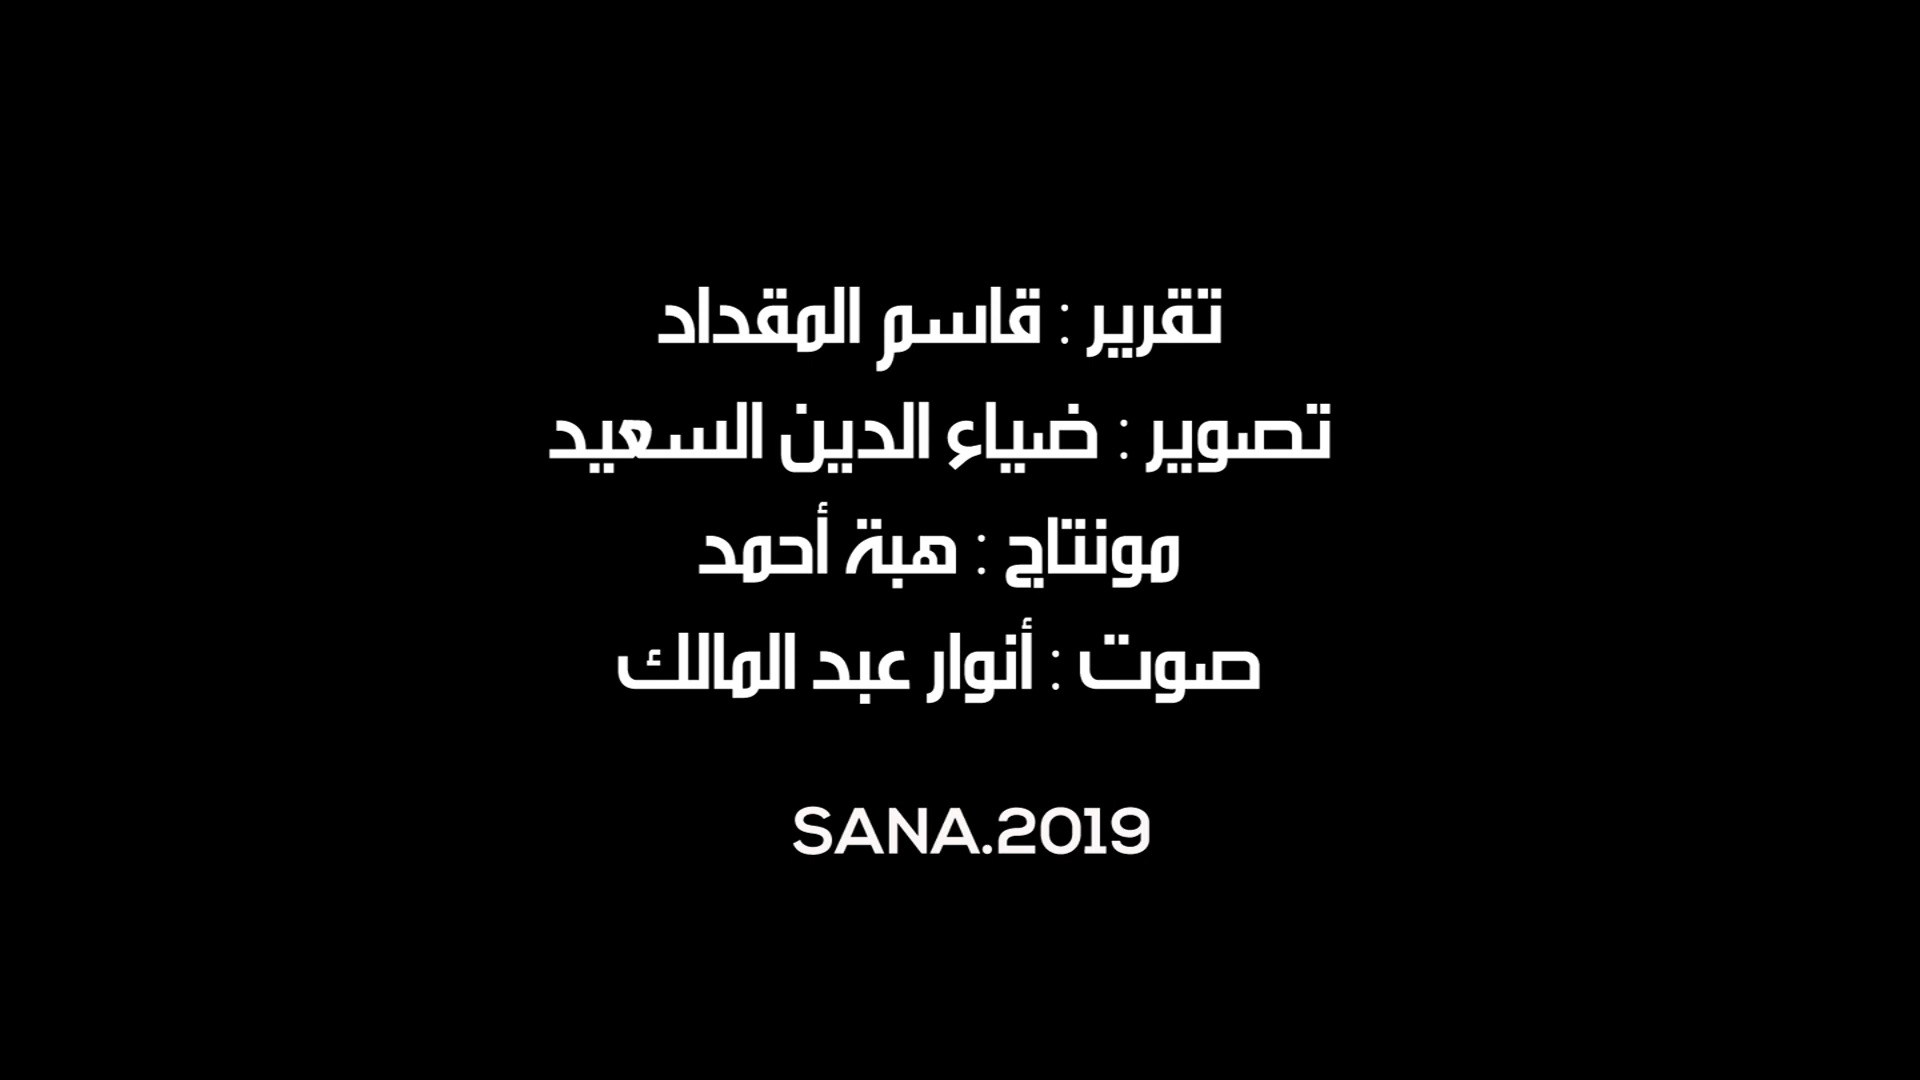 تقرير : قاسم المقداد
تصوير : ضياء الدين السعيد
مونتاج : هبة أحمد
صوت : أنوار عبد المالك
SANA.2019